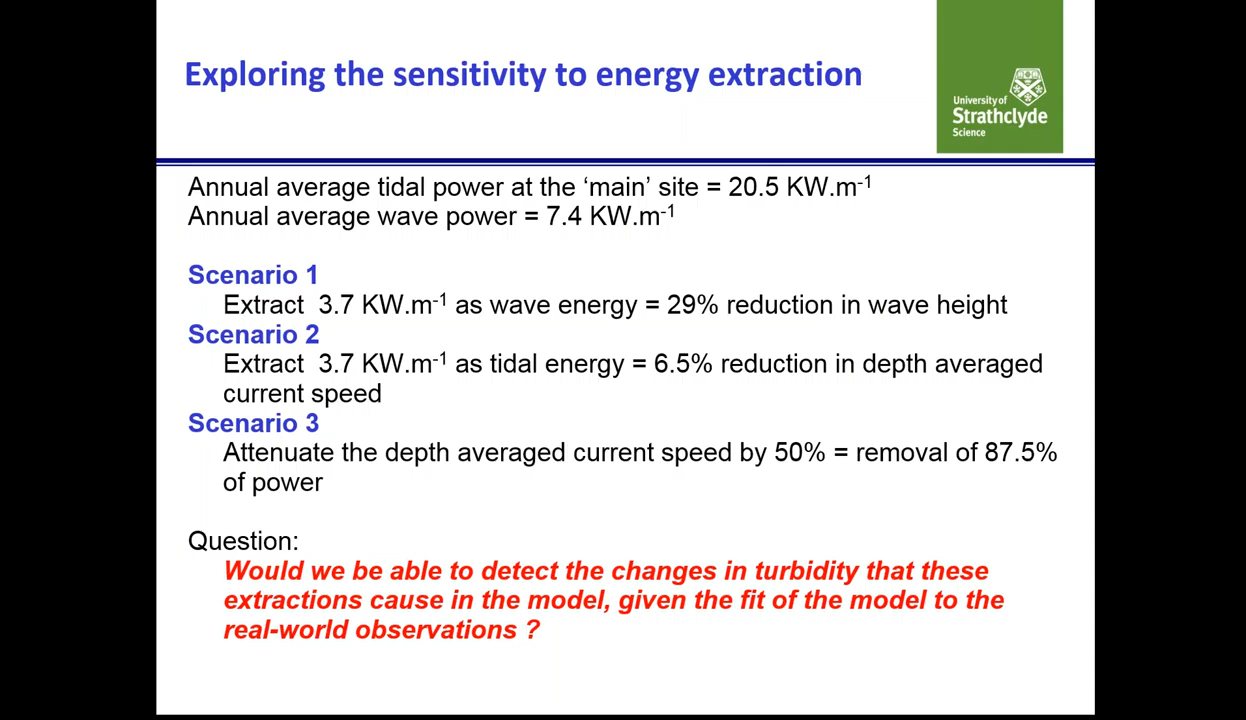 Exploring the sensitivity to energy extraction
University of
Strathclyde
Science
Annual average tidal power at the ‘main’ site = 20.5 KW.m⁻¹
Annual average wave power = 7.4 KW.m⁻¹
Scenario 1
Extract 3.7 KW.m⁻¹ as wave energy = 29% reduction in wave height
Scenario 2
Extract 3.7 KW.m⁻¹ as tidal energy = 6.5% reduction in depth averaged
current speed
Scenario 3
Attenuate the depth averaged current speed by 50% = removal of 87.5%
of power
Question:
Would we be able to detect the changes in turbidity that these
extractions cause in the model, given the fit of the model to the
real-world observations ?